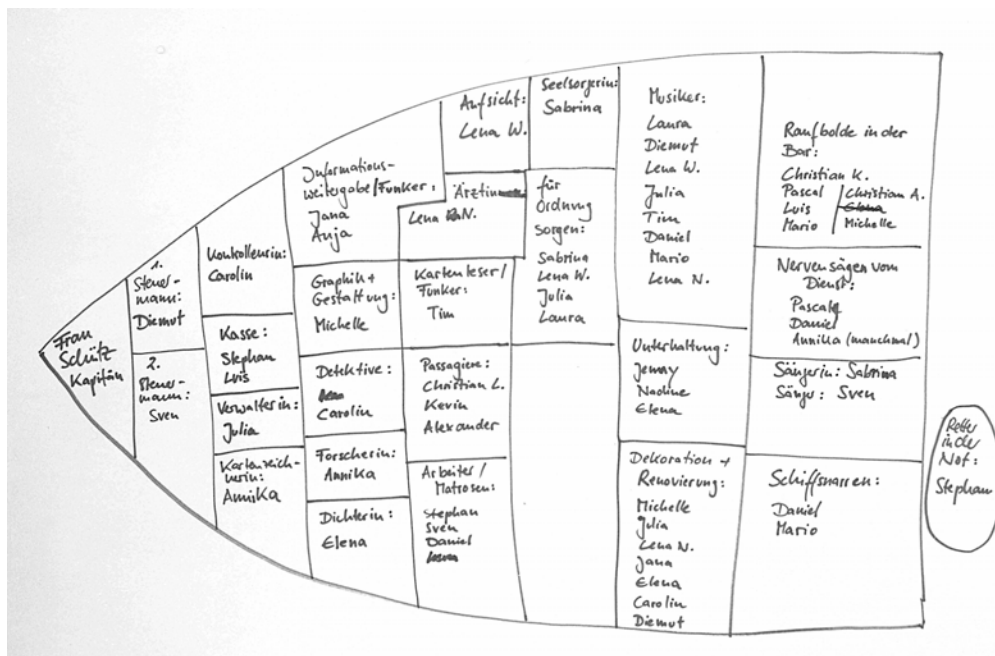 Frau
Schütz
Kapitän
1.
Steuer-
mann:
Diemut
2.
Steuer-
mann:
Sven
Kontrolleurin:
Carolin
Kasse:
Stephan
Luis
Verwalterin:
Julia
Kartenzeich-
nerin:
Annika
Informations-
weitergabe/Funker:
Jana
Anja
Graphik+
Gestaltung:
Michelle
Detektive:
Carolin
Forscherin:
Annika
Dichterin:
Elena
Aufsicht:
Lena W.
Ärztin
Lena N.
Kartenleser/
Funker:
Tim
Passagiere:
Christian L.
Kevin
Alexander
Arbeiter/
Matrosen:
Stephan
Sven
Daniel
Seelsorgerin:
Sabrina
für
Ordnung
sorgen:
Sabrina
Lena W.
Julia
Laura
Musiker:
Laura
Diemut
Lena W.
Julia
Tim
Daniel
Mario
Lena N.
Unterhaltung:
Jenny
Nadine
Elena
Dekoration +
Renovierung:
Michelle
Julia
Lena N.
Jana
Elena
Carolin
Diemut
Raufbolde in der
Bar:
Christian K.
Pascal
Luis
Mario
Christian A.
Elena
Michelle
Nervensägen vom
Dienst:
Pascal
Daniel
Annika (manchmal)
Sängerin: Sabrina
Sänger: Sven
Schiffsnarren:
Daniel
Mario
Retter
in der
Not:
Stephan